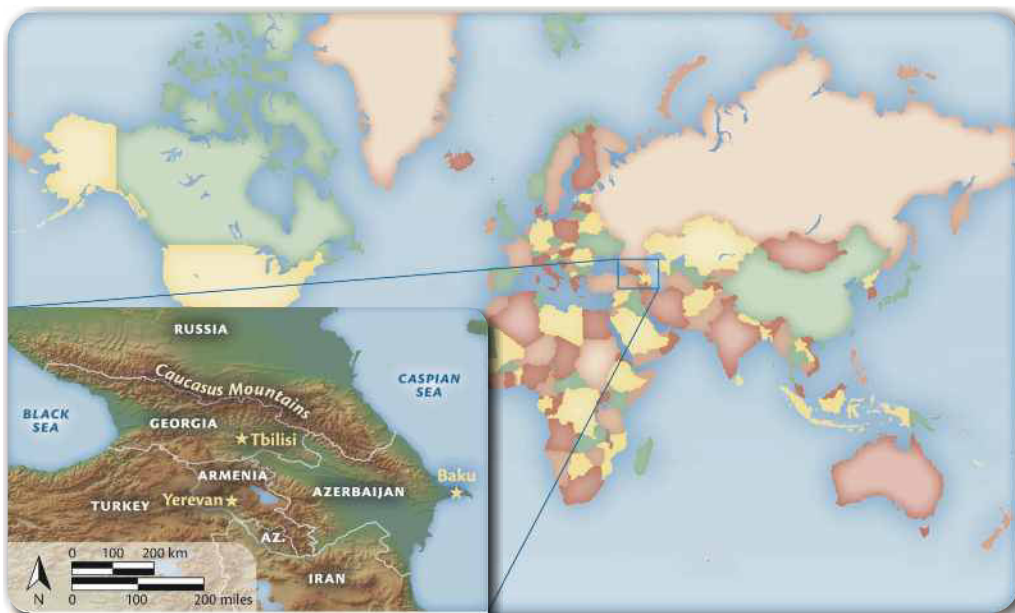 RUSSIA
Caucasus Mountains
CASPIAN
SEA
BLACK
SEA
GEORGIA
Tbilisi
ARMENIA
Baku
AZERBAIJAN
TURKEY
Yerevan
AZ.
IRAN
0 100 200 km
0 100 200 miles
N